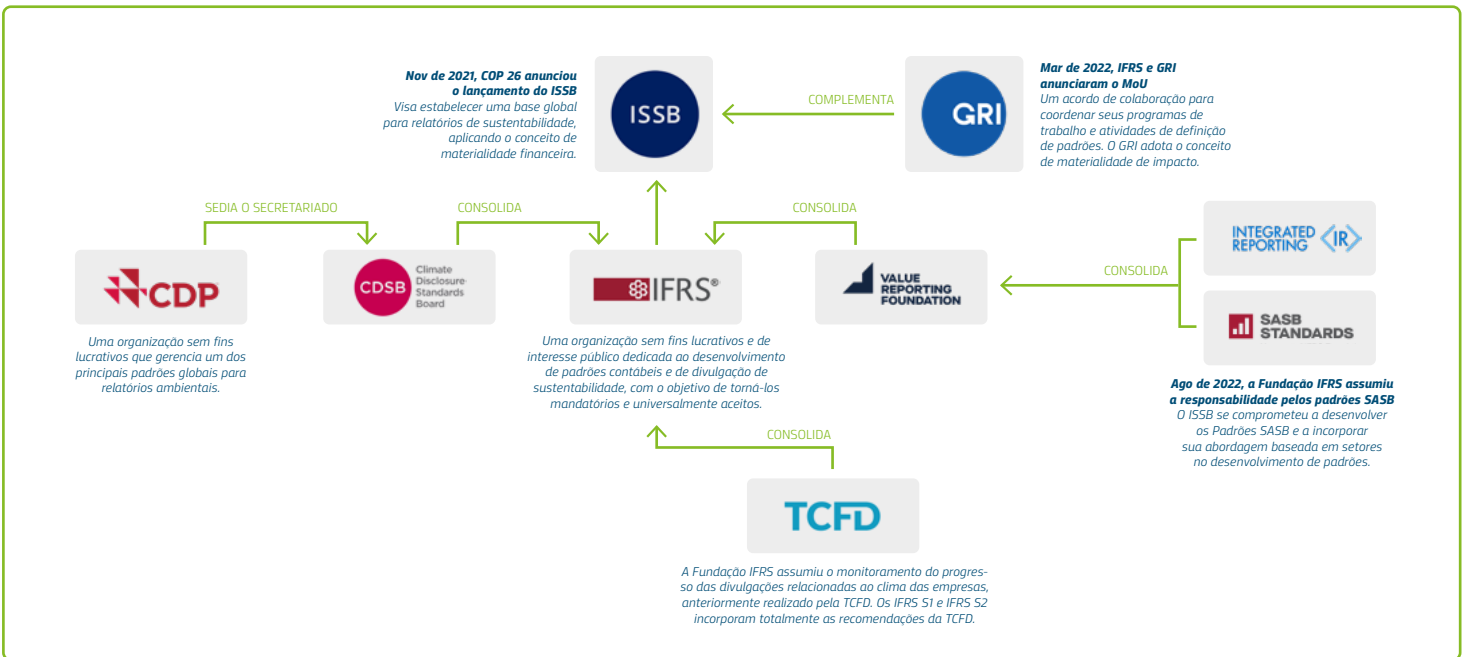 Nov de 2021, COP 26 anunciou
o lançamento do ISSB
Visa estabelecer uma base global
para relatórios de sustentabilidade,
aplicando o conceito de
materialidade financeira.
ISSB
COMPLEMENTA
GRI
Mar de 2022, IFRS e GRI
anunciaram o MoU
Um acordo de colaboração para
coordenar seus programas de
trabalho e atividades de definição
de padrões. O GRI adota o conceito
de materialidade de impacto.
SEDIA O SECRETARIADO
CONSOLIDA
CONSOLIDA
CDP
Uma organização sem fins
lucrativos que gerencia um dos
principais padrões globais para
relatórios ambientais.
CDSB
Climate
Disclosure
Standards
Board
IFRS®
Uma organização sem fins lucrativos e de
interesse público dedicada ao desenvolvimento
de padrões contábeis e de divulgação de
sustentabilidade, com o objetivo de torná-los
mandatórios e universalmente aceitos.
VALUE
REPORTING
FOUNDATION
CONSOLIDA
INTEGRATED
REPORTING
<IR>
SASB
STANDARDS
Ago de 2022, a Fundação IFRS assumiu
a responsabilidade pelos padrões SASB
O ISSB se comprometeu a desenvolver
os Padrões SASB e a incorporar
sua abordagem baseada em setores
no desenvolvimento de padrões.
CONSOLIDA
TCFD
A Fundação IFRS assumiu o monitoramento do progres-
so das divulgações relacionadas ao clima das empresas,
anteriormente realizado pela TCFD. Os IFRS S1 e IFRS S2
incorporam totalmente as recomendações da TCFD.